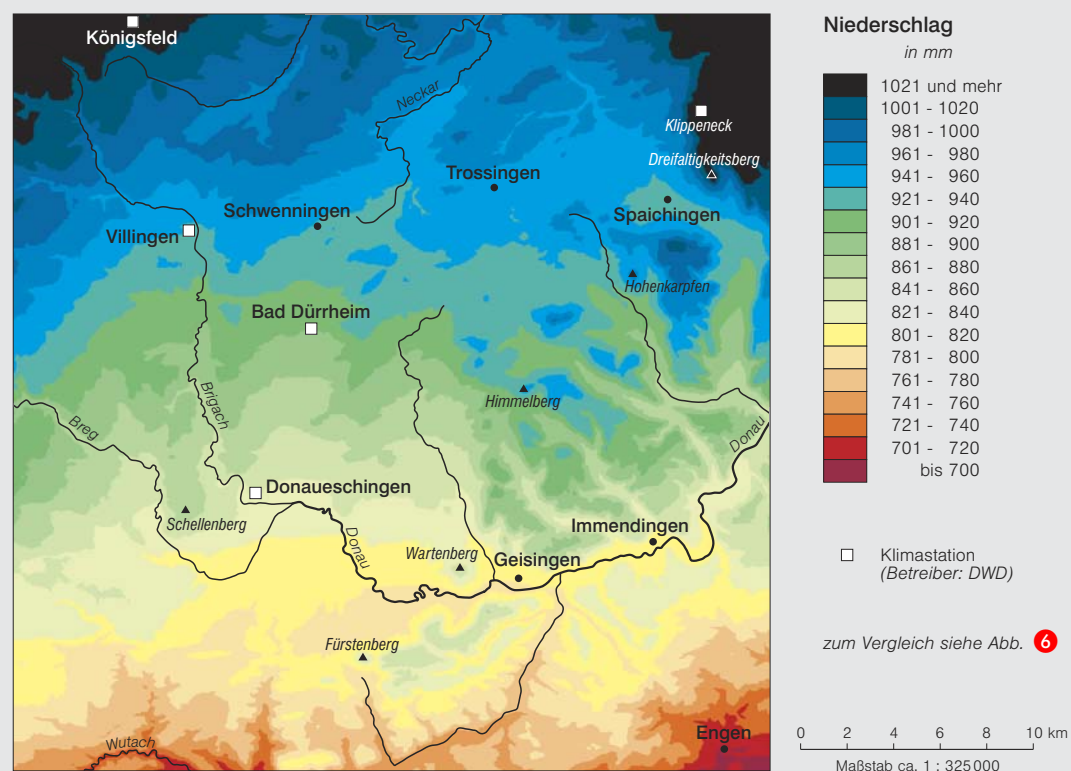 Königsfeld
Neckar
Klippeneck
Dreifaltigkeitsberg
Trossingen
Spaichingen
Schwenningen
Villingen
Hohenkarpfen
Bad Dürrheim
Himmelberg
Brigach
Breg
Donau
Donaueschingen
Schellenberg
Immendingen
Donau
Wartenberg
Geisingen
Fürstenberg
Engen
Wutach
Niederschlag
in mm
1021 und mehr
1001 - 1020
981 - 1000
961 - 980
941 - 960
921 - 940
901 - 920
881 - 900
861 - 880
841 - 860
821 - 840
801 - 820
781 - 800
761 - 780
741 - 760
721 - 740
701 - 720
bis 700
Klimastation
(Betreiber: DWD)
zum Vergleich siehe Abb. 6
0 2 4 6 8 10 km
Maßstab ca. 1 : 325000